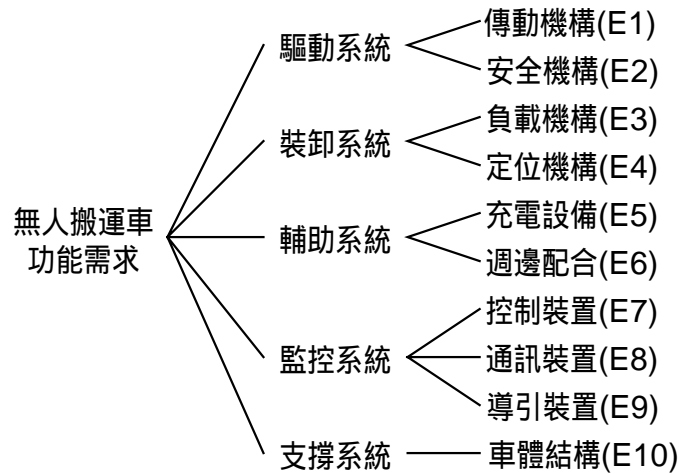 無人搬運車
功能需求
驅動系統
傳動機構(E1)
安全機構(E2)
裝卸系統
負載機構(E3)
定位機構(E4)
輔助系統
充電設備(E5)
週邊配合(E6)
監控系統
控制裝置(E7)
通訊裝置(E8)
導引裝置(E9)
支撐系統
車體結構(E10)